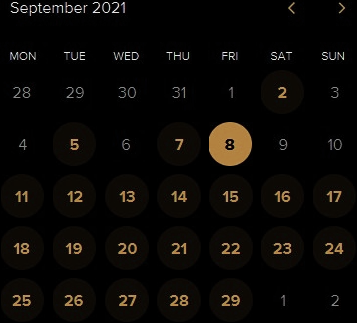 September 2021
MON TUE WED THU FRI SAT SUN
28 29 30 31 1 2 3
4 5 6 7 8 9 10
11 12 13 14 15 16 17
18 19 20 21 22 23 24
25 26 27 28 29 1 2